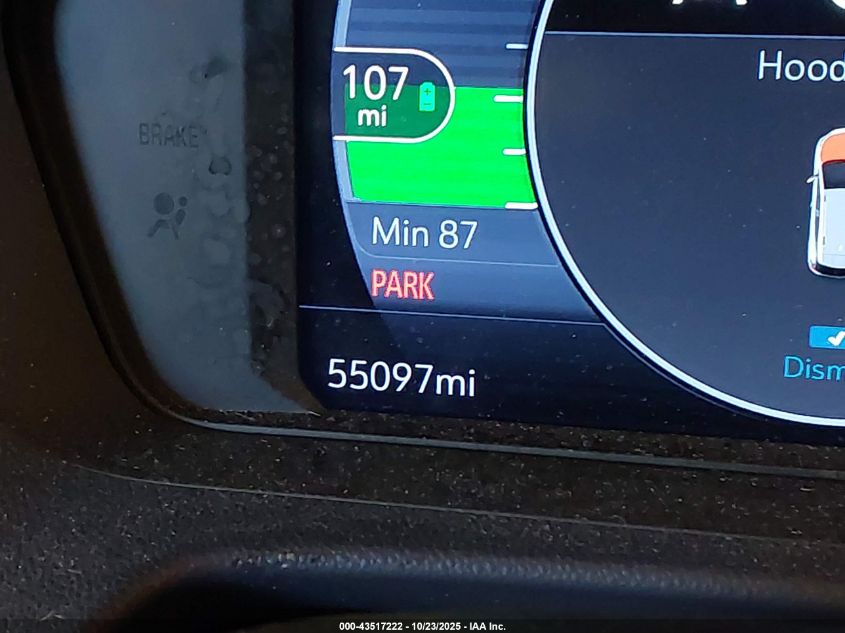 Hood
107
mi
BRAKE
Min 87
PARK
55097mi
Dism
000-43517222 - 10/23/2025 - IAA Inc.